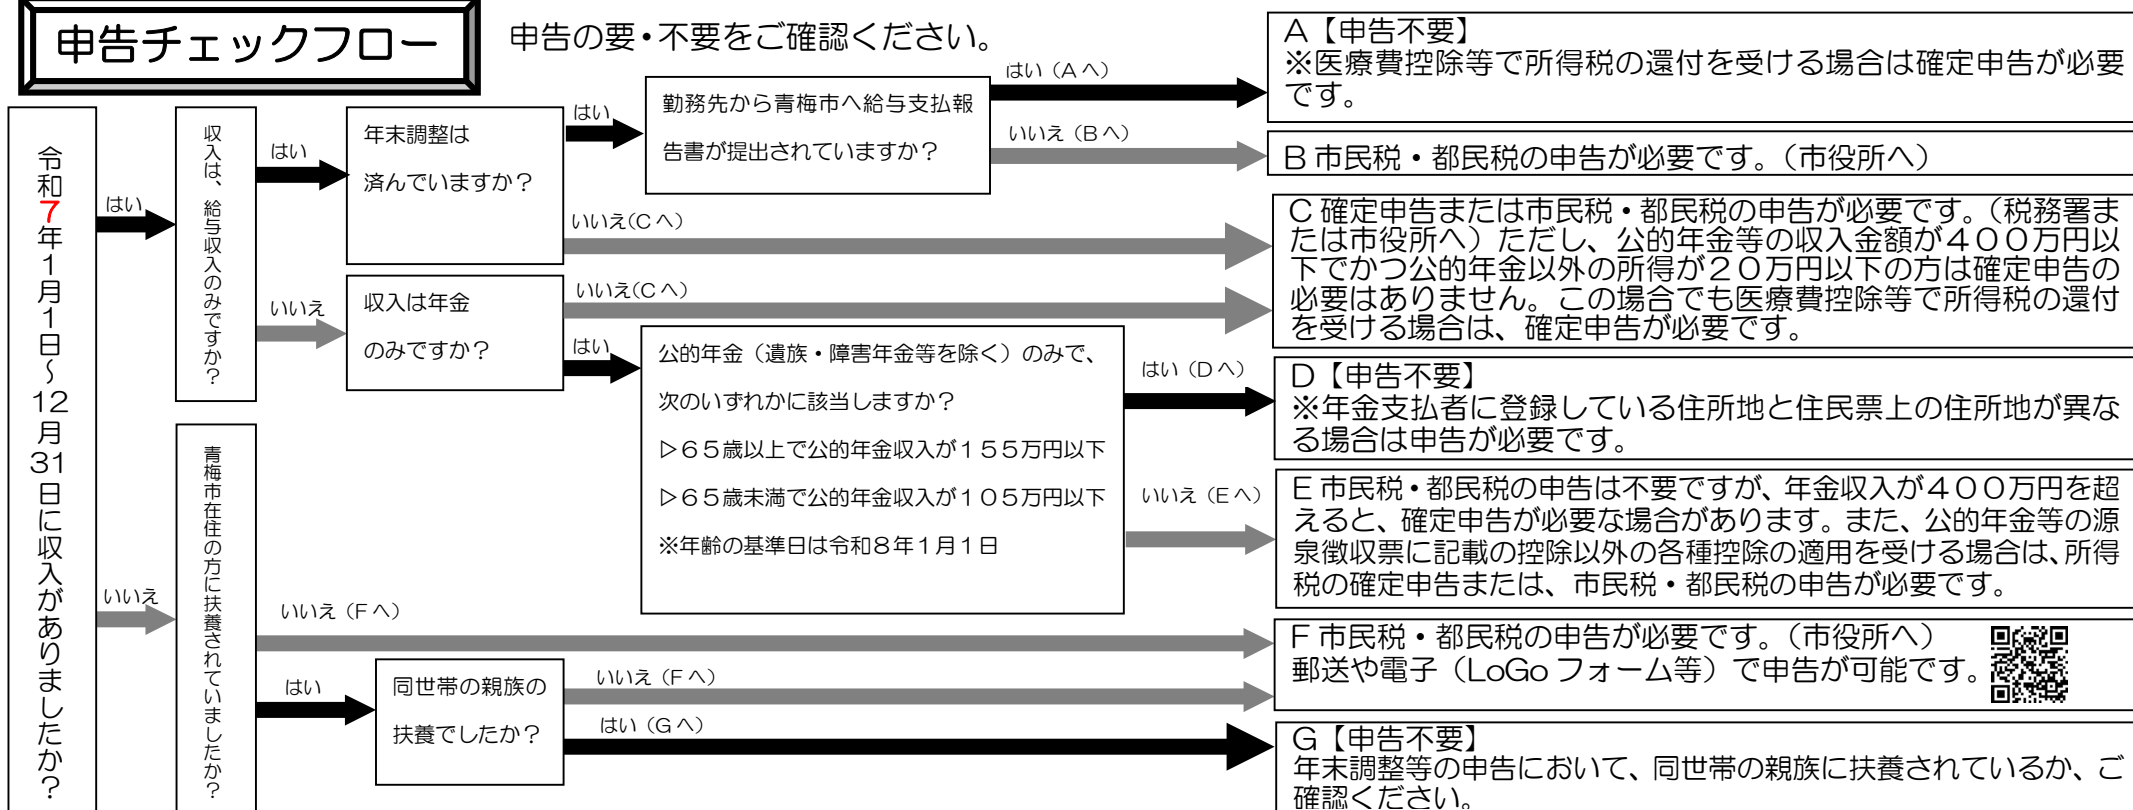 申告チェックフロー
申告の要・不要をご確認ください。
令和7年1月1日～12月31日に収入がありましたか？
はい
いいえ
収入は、給与収入のみですか？
はい
いいえ
年末調整は
済んでいますか？
はい
いいえ(Cへ)
勤務先から青梅市へ給与支払報
告書が提出されていますか？
はい（Aへ）
いいえ（Bへ）
収入は年金
のみですか？
いいえ(Cへ)
はい
公的年金（遺族・障害年金等を除く）のみで、
次のいずれかに該当しますか？
▷６５歳以上で公的年金収入が１５５万円以下
▷６５歳未満で公的年金収入が１０５万円以下
※年齢の基準日は令和８年１月１日
はい（Dへ）
いいえ（Eへ）
青梅市在住の方に扶養されていましたか？
いいえ（Fへ）
はい
同世帯の親族の
扶養でしたか？
いいえ（Fへ）
はい（Gへ）
A【申告不要】
※医療費控除等で所得税の還付を受ける場合は確定申告が必要
です。
B 市民税・都民税の申告が必要です。（市役所へ）
C 確定申告または市民税・都民税の申告が必要です。（税務署ま
たは市役所へ）ただし、公的年金等の収入金額が４００万円以
下でかつ公的年金以外の所得が２０万円以下の方は確定申告の
必要はありません。この場合でも医療費控除等で所得税の還付
を受ける場合は、確定申告が必要です。
D【申告不要】
※年金支払者に登録している住所地と住民票上の住所地が異な
る場合は申告が必要です。
E 市民税・都民税の申告は不要ですが、年金収入が４００万円を超
えると、確定申告が必要な場合があります。また、公的年金等の源
泉徴収票に記載の控除以外の各種控除の適用を受ける場合は、所得
税の確定申告または、市民税・都民税の申告が必要です。
F 市民税・都民税の申告が必要です。（市役所へ）
郵送や電子（LoGoフォーム等）で申告が可能です。
G【申告不要】
年末調整等の申告において、同世帯の親族に扶養されているか、ご
確認ください。